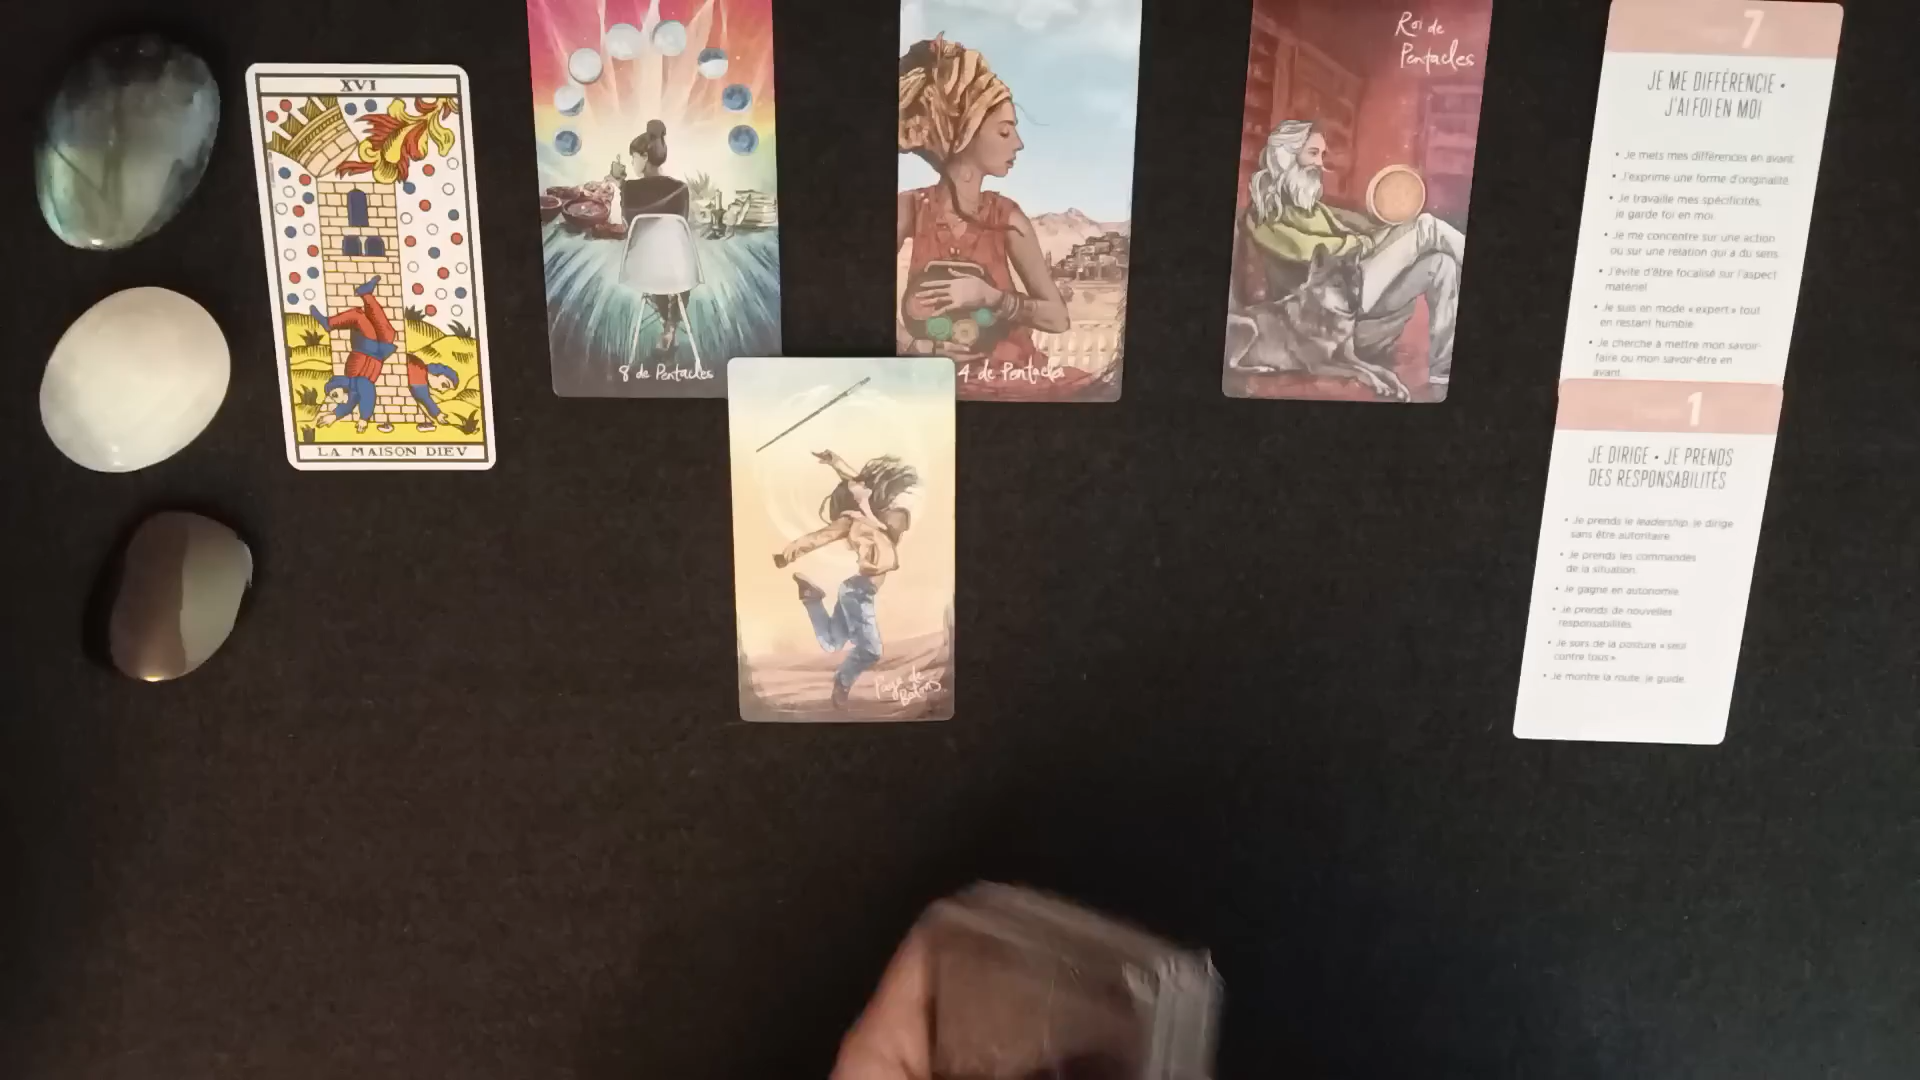 XVI
LA MAISON DIEV
8 de Pentacles
4 de Pentacles
Roi de
Pentacles
Page de
Batons
7
JE ME DIFFÉRENCIE •
J'AI FOI EN MOI
• Je mets mes différences en avant.
• J'exprime une forme d'originalité.
• Je travaille mes spécificités,
je garde foi en moi.
• Je me concentre sur une action
ou sur une relation qui a du sens.
• J'évite d'être focalisé sur l'aspect
matériel.
• Je suis en mode « expert » tout
en restant humble.
• Je cherche à mettre mon savoir-
faire ou mon savoir-être en
avant.
1
JE DIRIGE • JE PRENDS
DES RESPONSABILITÉS
• Je prends le leadership, je dirige
sans être autoritaire.
• Je prends les commandes
de la situation.
• Je gagne en autonomie.
• Je prends de nouvelles
responsabilités.
• Je sors de la posture « seul
contre tous ».
• Je montre la route, je guide.